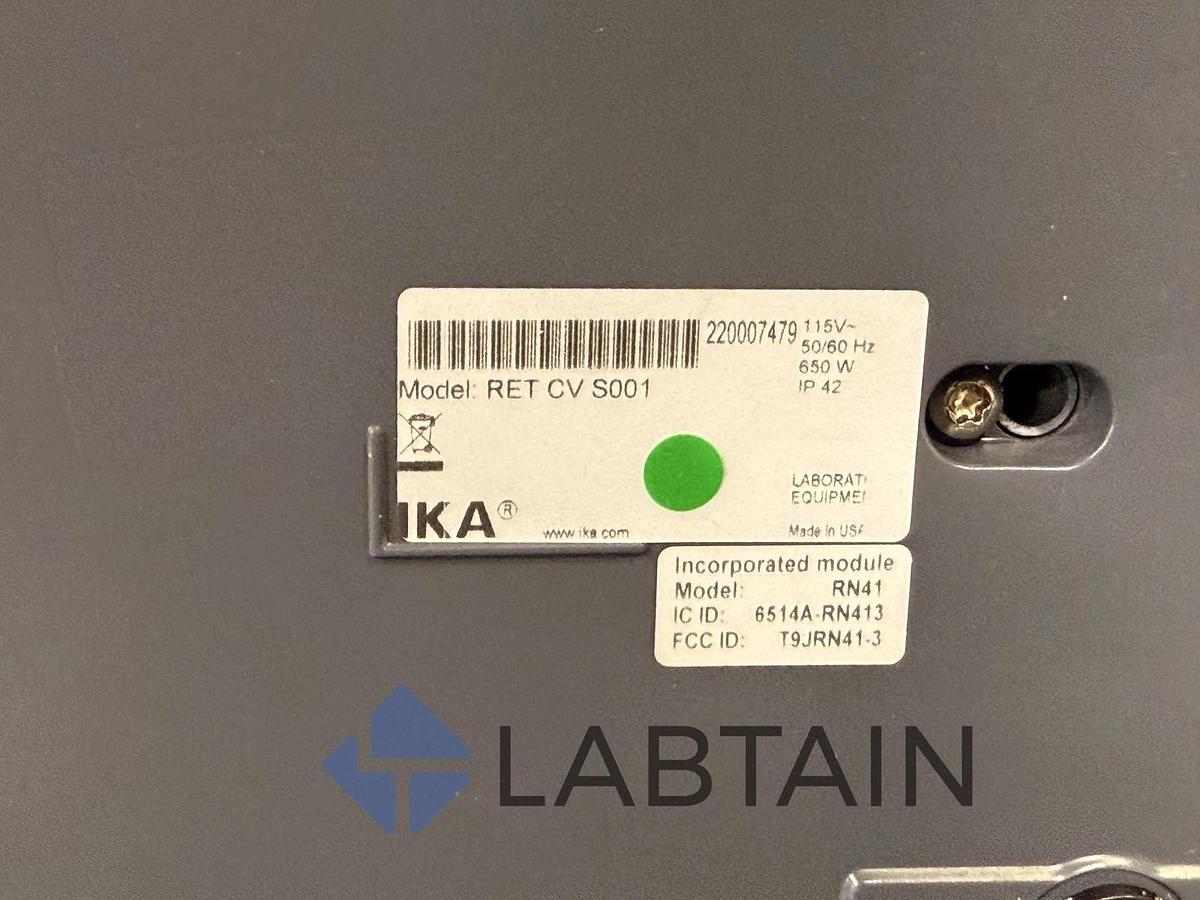 220007479
115V~
50/60 Hz
650 W
IP 42
Model: RET CV S001
LABORAT
EQUIPME
IKA®
www.ika.com
Made in USA
Incorporated module
Model: RN41
IC ID: 6514A-RN413
FCC ID: T9JRN41-3
LABTAIN